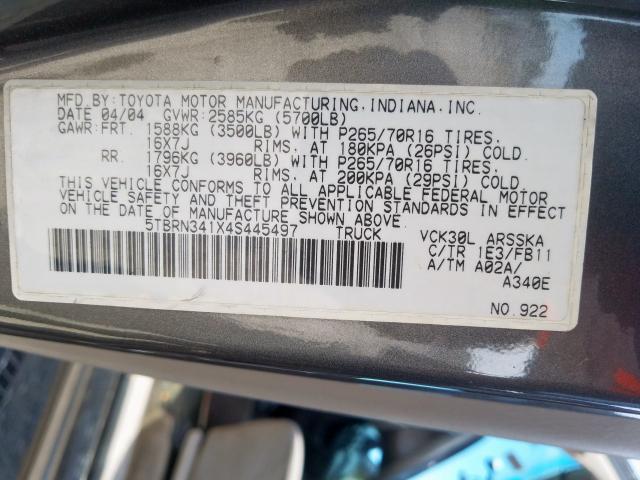 MFD.BY:TOYOTA MOTOR MANUFACTURING,INDIANA,INC.
DATE 04/04 GVWR:2585KG (5700LB)
GAWR:FRT. 1588KG (3500LB) WITH P265/70R16 TIRES,
16X7J RIMS, AT 180KPA (26PSI) COLD.
RR. 1796KG (3960LB) WITH P265/70R16 TIRES,
16X7J RIMS, AT 200KPA (29PSI) COLD
THIS VEHICLE CONFORMS TO ALL APPLICABLE FEDERAL MOTOR
VEHICLE SAFETY AND THEFT PREVENTION STANDARDS IN EFFECT
ON THE DATE OF MANUFACTURE SHOWN ABOVE.
5TBRN341X4S445497 TRUCK VCK30L ARSSKA
C/TR 1E3/FB11
A/TM A02A/
A340E
NO.922